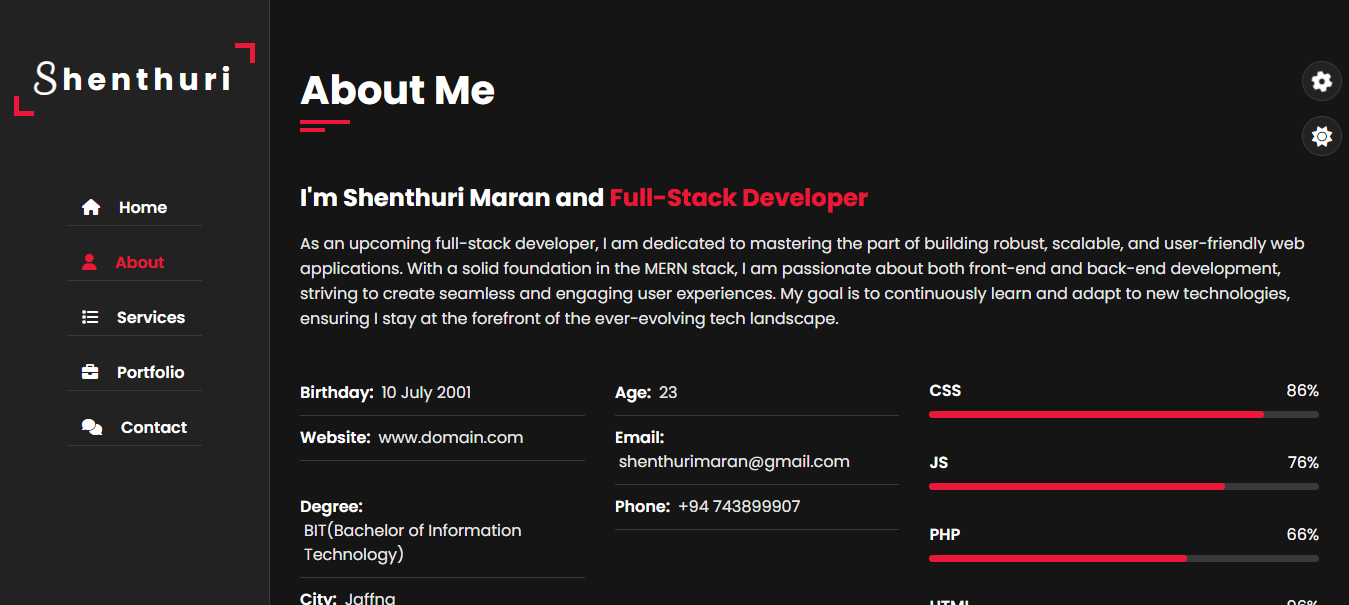 Shenthuri
Home
About
Services
Portfolio
Contact
About Me
I'm Shenthuri Maran and Full-Stack Developer
As an upcoming full-stack developer, I am dedicated to mastering the part of building robust, scalable, and user-friendly web
applications. With a solid foundation in the MERN stack, I am passionate about both front-end and back-end development,
striving to create seamless and engaging user experiences. My goal is to continuously learn and adapt to new technologies,
ensuring I stay at the forefront of the ever-evolving tech landscape.
Birthday: 10 July 2001
Website: www.domain.com
Degree:
BIT(Bachelor of Information
Technology)
City: Jaffna
Age: 23
Email:
shenthurimaran@gmail.com
Phone: +94 743899907
CSS 86%
JS 76%
PHP 66%
HTML 96%